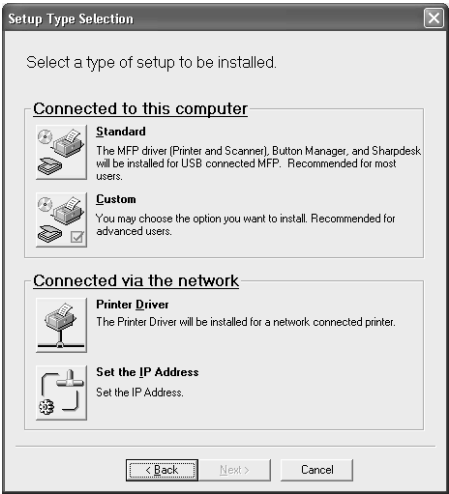 Setup Type Selection
Select a type of setup to be installed.
Connected to this computer
Standard
The MFP driver (Printer and Scanner), Button Manager, and Sharpdesk
will be installed for USB connected MFP. Recommended for most
users.
Custom
You may choose the option you want to install. Recommended for
advanced users.
Connected via the network
Printer Driver
The Printer Driver will be installed for a network connected printer.
Set the IP Address
Set the IP Address.
< Back Next > Cancel